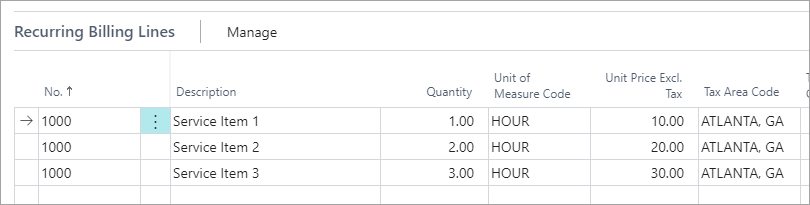 Recurring Billing Lines Manage
No. ↑ Description Quantity Unit of Measure Code Unit Price Excl. Tax Tax Area Code
1000 Service Item 1 1.00 HOUR 10.00 ATLANTA, GA
1000 Service Item 2 2.00 HOUR 20.00 ATLANTA, GA
1000 Service Item 3 3.00 HOUR 30.00 ATLANTA, GA